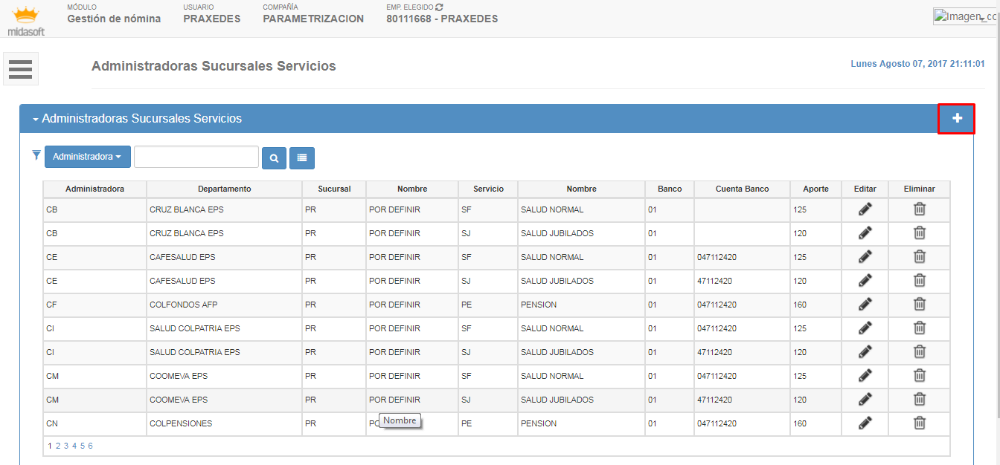 midasoft
MÓDULO
Gestión de nómina
USUARIO
PRAXEDES
COMPAÑÍA
PARAMETRIZACION
EMP. ELEGIDO
80111668 - PRAXEDES
Imagen_co
Administradoras Sucursales Servicios
Lunes Agosto 07, 2017 21:11:01
Administradoras Sucursales Servicios
Administradora
Administradora Departamento Sucursal Nombre Servicio Nombre Banco Cuenta Banco Aporte Editar Eliminar
CB CRUZ BLANCA EPS PR POR DEFINIR SF SALUD NORMAL 01 125
CB CRUZ BLANCA EPS PR POR DEFINIR SJ SALUD JUBILADOS 01 120
CE CAFESALUD EPS PR POR DEFINIR SF SALUD NORMAL 01 047112420 125
CE CAFESALUD EPS PR POR DEFINIR SJ SALUD JUBILADOS 01 47112420 120
CF COLFONDOS AFP PR POR DEFINIR PE PENSION 01 047112420 160
CI SALUD COLPATRIA EPS PR POR DEFINIR SF SALUD NORMAL 01 047112420 125
CI SALUD COLPATRIA EPS PR POR DEFINIR SJ SALUD JUBILADOS 01 47112420 120
CM COOMEVA EPS PR POR DEFINIR SF SALUD NORMAL 01 047112420 125
CM COOMEVA EPS PR POR DEFINIR SJ SALUD JUBILADOS 01 47112420 120
CN COLPENSIONES PR PE PENSION 01 047112420 160
Nombre
1 2 3 4 5 6